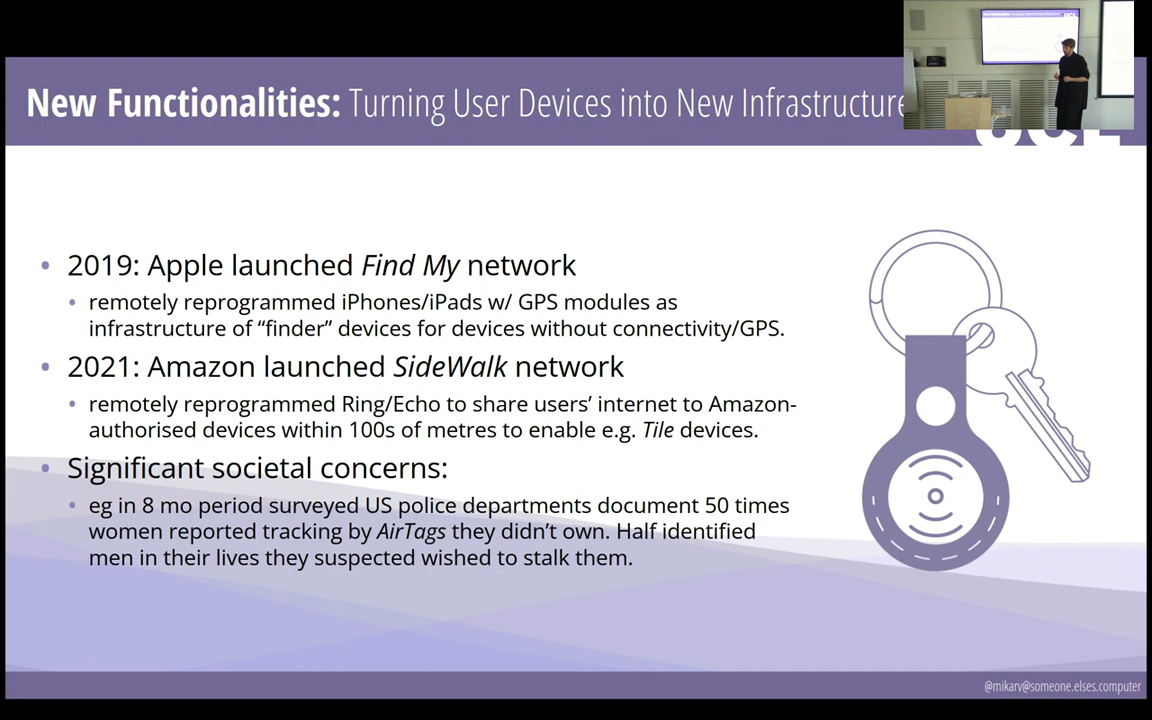 New Functionalities: Turning User Devices into New Infrastructure
UCL
• 2019: Apple launched Find My network
• remotely reprogrammed iPhones/iPads w/ GPS modules as
infrastructure of “finder” devices for devices without connectivity/GPS.
• 2021: Amazon launched SideWalk network
• remotely reprogrammed Ring/Echo to share users’ internet to Amazon-
authorised devices within 100s of metres to enable e.g. Tile devices.
• Significant societal concerns:
• eg in 8 mo period surveyed US police departments document 50 times
women reported tracking by AirTags they didn’t own. Half identified
men in their lives they suspected wished to stalk them.
@mikarv@someone.elses.computer